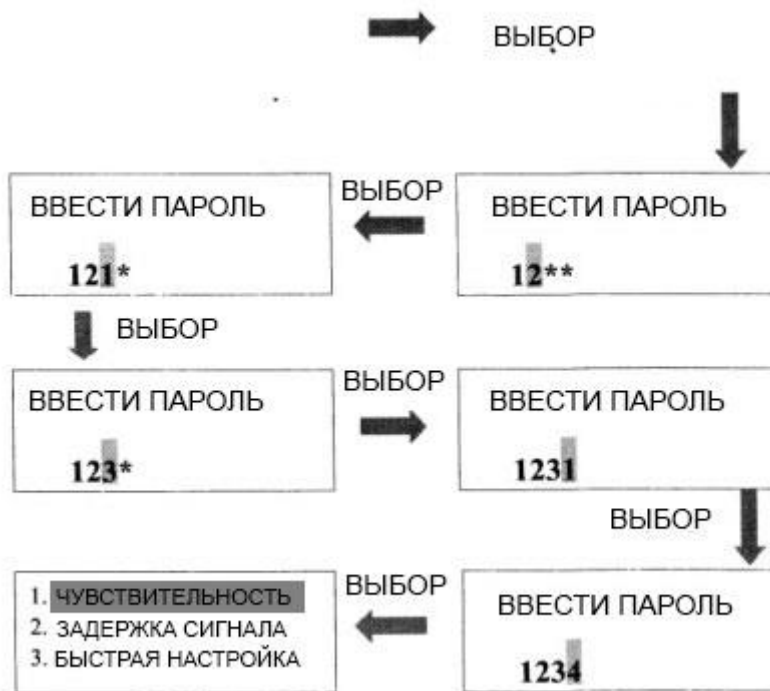 ВЫБОР
ВВЕСТИ ПАРОЛЬ
12**
ВЫБОР
ВВЕСТИ ПАРОЛЬ
121*
ВЫБОР
ВВЕСТИ ПАРОЛЬ
123*
ВЫБОР
ВВЕСТИ ПАРОЛЬ
1231
ВЫБОР
ВВЕСТИ ПАРОЛЬ
1234
ВЫБОР
1. ЧУВСТВИТЕЛЬНОСТЬ
2. ЗАДЕРЖКА СИГНАЛА
3. БЫСТРАЯ НАСТРОЙКА